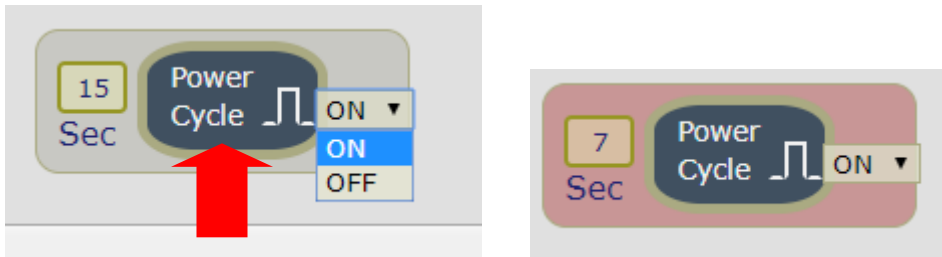 15
Sec
Power
Cycle
ON
ON
OFF
7
Sec
Power
Cycle
ON